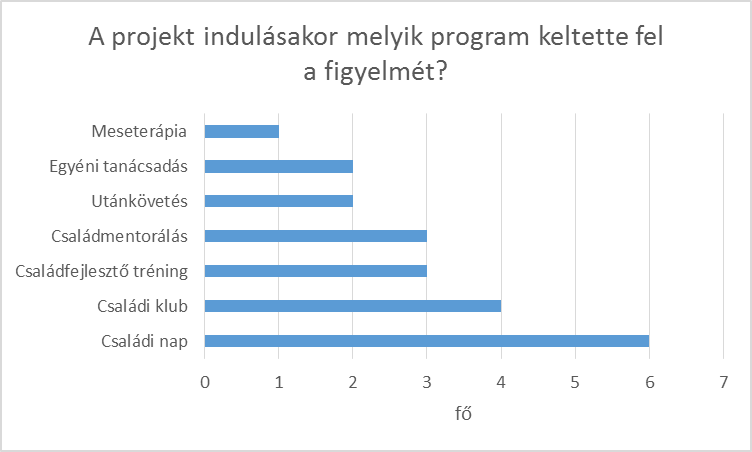 A projekt indulásakor melyik program keltette fel
a figyelmét?
Meseterápia
Egyéni tanácsadás
Utánkövetés
Családmentorálás
Családfejlesztő tréning
Családi klub
Családi nap
0 1 2 3 4 5 6 7
fő